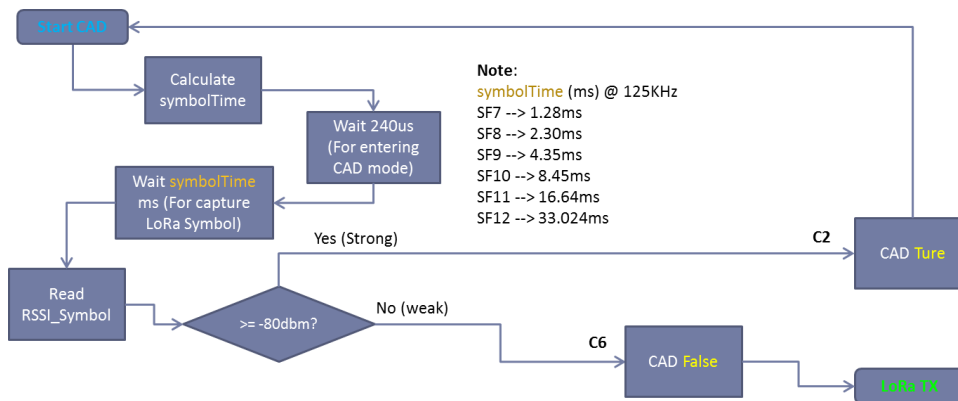 Start CAD
Calculate
symbolTime
Wait 240us
(For entering
CAD mode)
Note:
symbolTime (ms) @ 125KHz
SF7 --> 1.28ms
SF8 --> 2.30ms
SF9 --> 4.35ms
SF10 --> 8.45ms
SF11 --> 16.64ms
SF12 --> 33.024ms
Wait symbolTime
ms (For capture
LoRa Symbol)
Read
RSSI_Symbol
>= -80dbm?
Yes (Strong)
C2
CAD Ture
No (weak)
C6
CAD False
LoRa TX